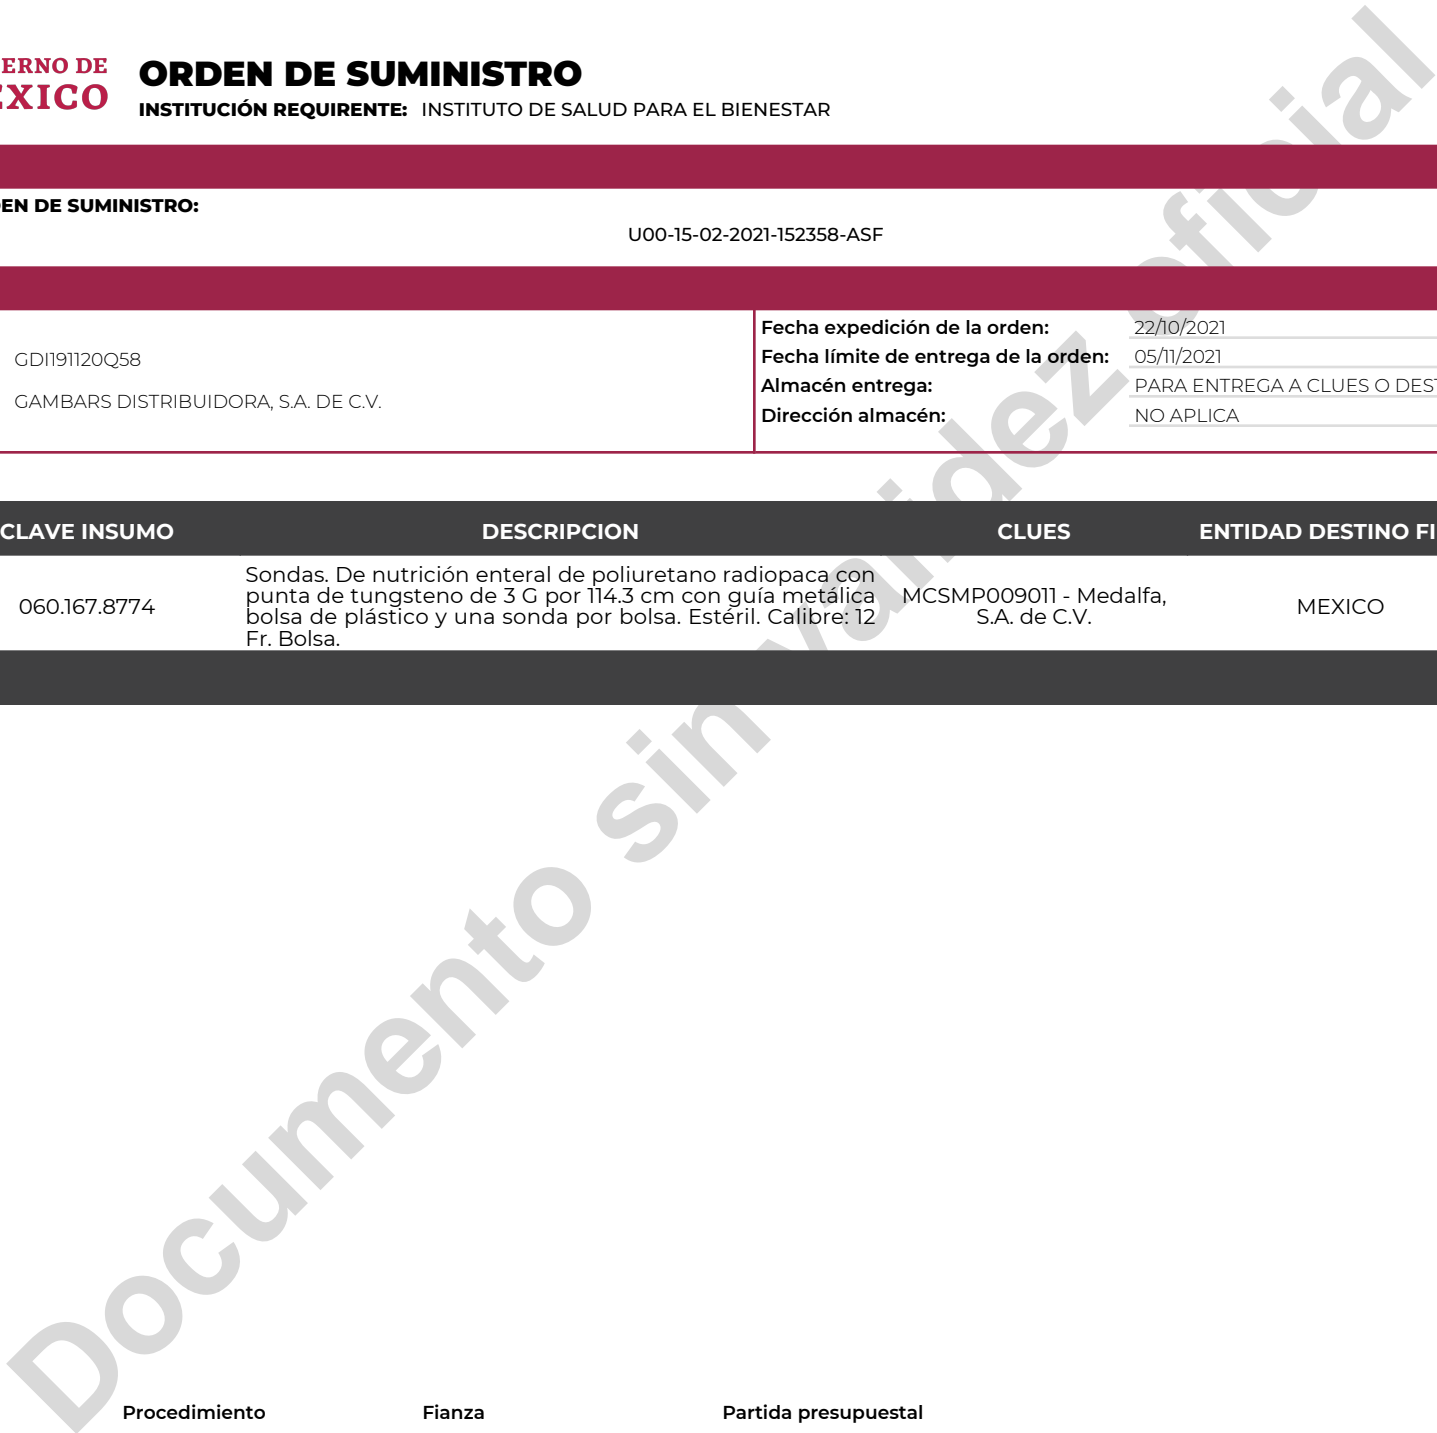 ERNO DE
ÉXICO
ORDEN DE SUMINISTRO
INSTITUCIÓN REQUIRENTE: INSTITUTO DE SALUD PARA EL BIENESTAR
EN DE SUMINISTRO:
U00-15-02-2021-152358-ASF
GDI191120Q58
GAMBARS DISTRIBUIDORA, S.A. DE C.V.
Fecha expedición de la orden: 22/10/2021
Fecha límite de entrega de la orden: 05/11/2021
Almacén entrega: PARA ENTREGA A CLUES O DEST
Dirección almacén: NO APLICA
CLAVE INSUMO DESCRIPCION CLUES ENTIDAD DESTINO FI
060.167.8774
Sondas. De nutrición enteral de poliuretano radiopaca con
punta de tungsteno de 3 G por 114.3 cm con guía metálica
bolsa de plástico y una sonda por bolsa. Estéril. Calibre: 12
Fr. Bolsa.
MCSMP009011 - Medalfa,
S.A. de C.V.
MEXICO
Documento sin validez oficial
Procedimiento Fianza Partida presupuestal